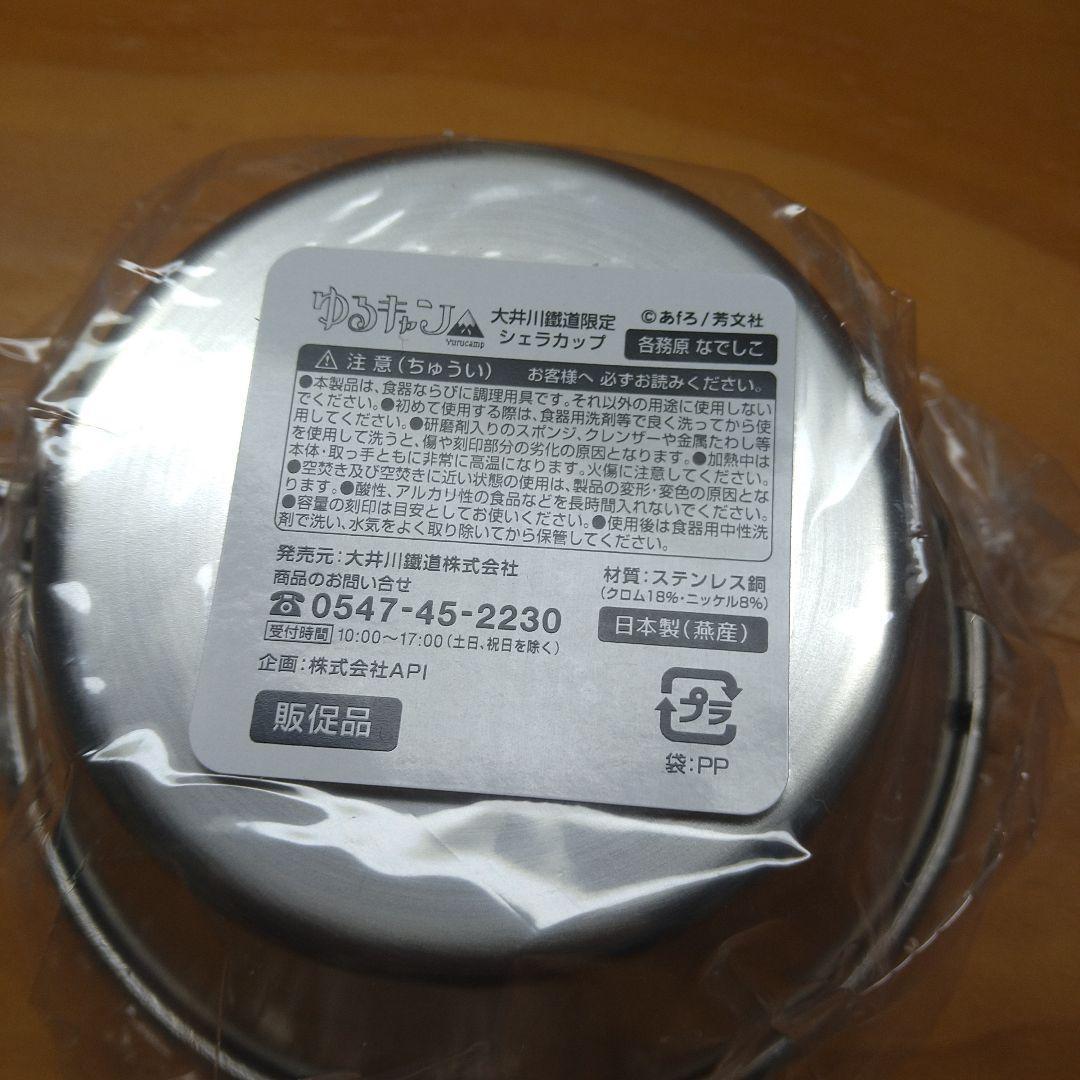 ゆるキャン△
Yurucamp
大井川鐵道限定
シェラカップ
©あfろ/芳文社
各務原 なでしこ
⚠ 注意(ちゅうい) お客様へ 必ずお読みください。
●本製品は、食器ならびに調理用具です。それ以外の用途に使用しない
でください。●初めて使用する際は、食器用洗剤等で良く洗ってから使
用してください。●研磨剤入りのスポンジ、クレンザーや金属たわし等
を使用して洗うと、傷や刻印部分の劣化の原因となります。●加熱中は
本体・取っ手ともに非常に高温になります。火傷に注意してください。
●空焚き及び空焚きに近い状態の使用は、製品の変形・変色の原因とな
ります。●酸性、アルカリ性の食品などを長時間入れないでください。
●容量の刻印は目安としてお使いください。●使用後は食器用中性洗
剤で洗い、水気をよく取り除いてから保管してください。
発売元:大井川鐵道株式会社
商品のお問い合せ
☎0547-45-2230
受付時間 10:00〜17:00(土日、祝日を除く)
企画:株式会社API
販促品
材質:ステンレス銅
(クロム18%・ニッケル8%)
日本製(燕産)
プラ
袋:PP